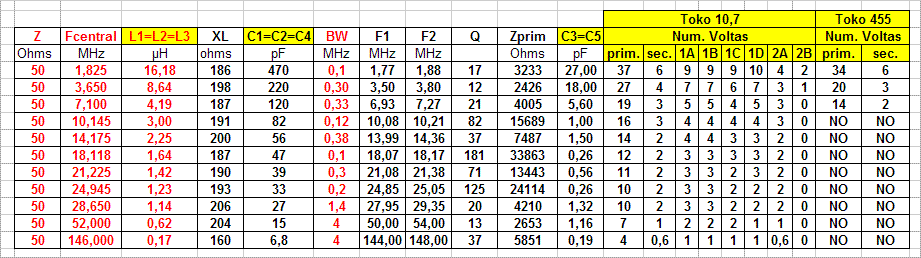 Toko 10,7 Toko 455
Z Fcentral L1=L2=L3 XL C1=C2=C4 BW F1 F2 Q Zprim C3=C5 Num. Voltas Num. Voltas
Ohms MHz µH ohms pF MHz MHz MHz Ohms pF prim. sec. 1A 1B 1C 1D 2A 2B prim. sec.
50 1,825 16,18 186 470 0,1 1,77 1,88 17 3233 27,00 37 6 9 9 9 10 4 2 34 6
50 3,650 8,64 198 220 0,30 3,50 3,80 12 2426 18,00 27 4 7 7 6 7 3 1 20 3
50 7,100 4,19 187 120 0,33 6,93 7,27 21 4005 5,60 19 3 5 5 4 5 3 0 14 2
50 10,145 3,00 191 82 0,12 10,08 10,21 82 15689 1,00 16 3 4 4 4 4 3 0 NO NO
50 14,175 2,25 200 56 0,38 13,99 14,36 37 7487 1,50 14 2 4 4 3 3 2 0 NO NO
50 18,118 1,64 187 47 0,1 18,07 18,17 181 33863 0,26 12 2 3 3 3 3 2 0 NO NO
50 21,225 1,42 190 39 0,3 21,08 21,38 71 13443 0,56 11 2 3 3 2 3 2 0 NO NO
50 24,945 1,23 193 33 0,2 24,85 25,05 125 24114 0,26 10 2 3 3 2 2 2 0 NO NO
50 28,650 1,14 206 27 1,4 27,95 29,35 20 4210 1,32 10 2 3 3 2 2 2 0 NO NO
50 52,000 0,62 204 15 4 50,00 54,00 13 2653 1,16 7 1 2 2 2 1 1 0 NO NO
50 146,000 0,17 160 6,8 4 144,00 148,00 37 5851 0,19 4 0,6 1 1 1 1 0,6 0 NO NO